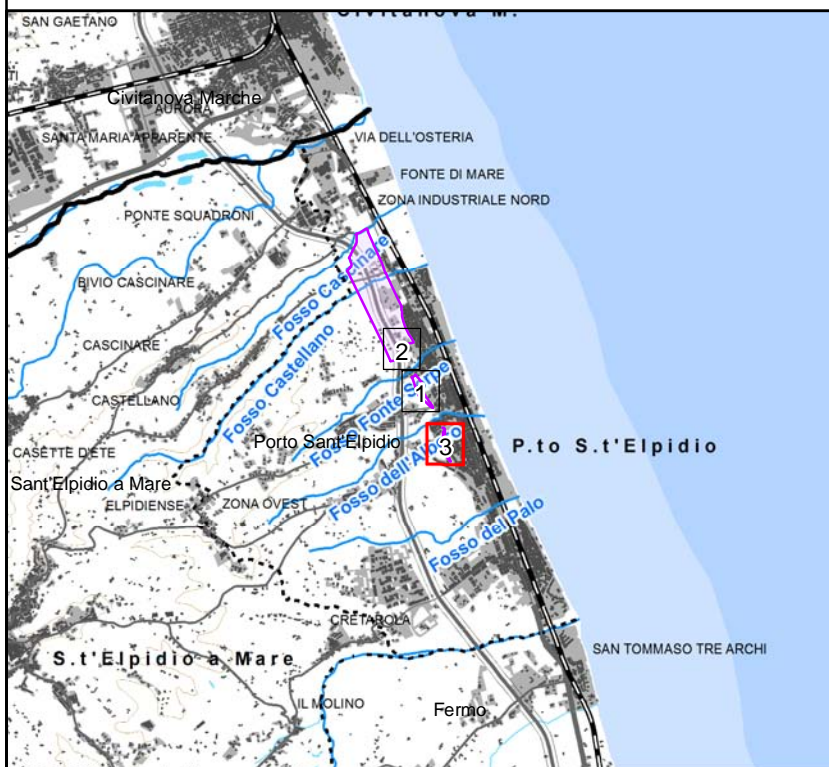 Civitanova M.
SAN GAETANO
TI
Civitanova Marche
AURORA
SANTA MARIA APPARENTE
VIA DELL'OSTERIA
FONTE DI MARE
ZONA INDUSTRIALE NORD
PONTE SQUADRONI
BIVIO CASCINARE
Fosso Cascinare
CASCINARE
2
Fosso Castellano
CASTELLANO
1
Fosso Fonte Serpe
Porto Sant'Elpidio
3
P.to S.t'Elpidio
CASETTE D'ETE
Sant'Elpidio a Mare
ELPIDIENSE
ZONA OVEST
Fosso dell'Albero
Fosso del Palo
CRETAROLA
S.t'Elpidio a Mare
SAN TOMMASO TRE ARCHI
IL MOLINO
Fermo